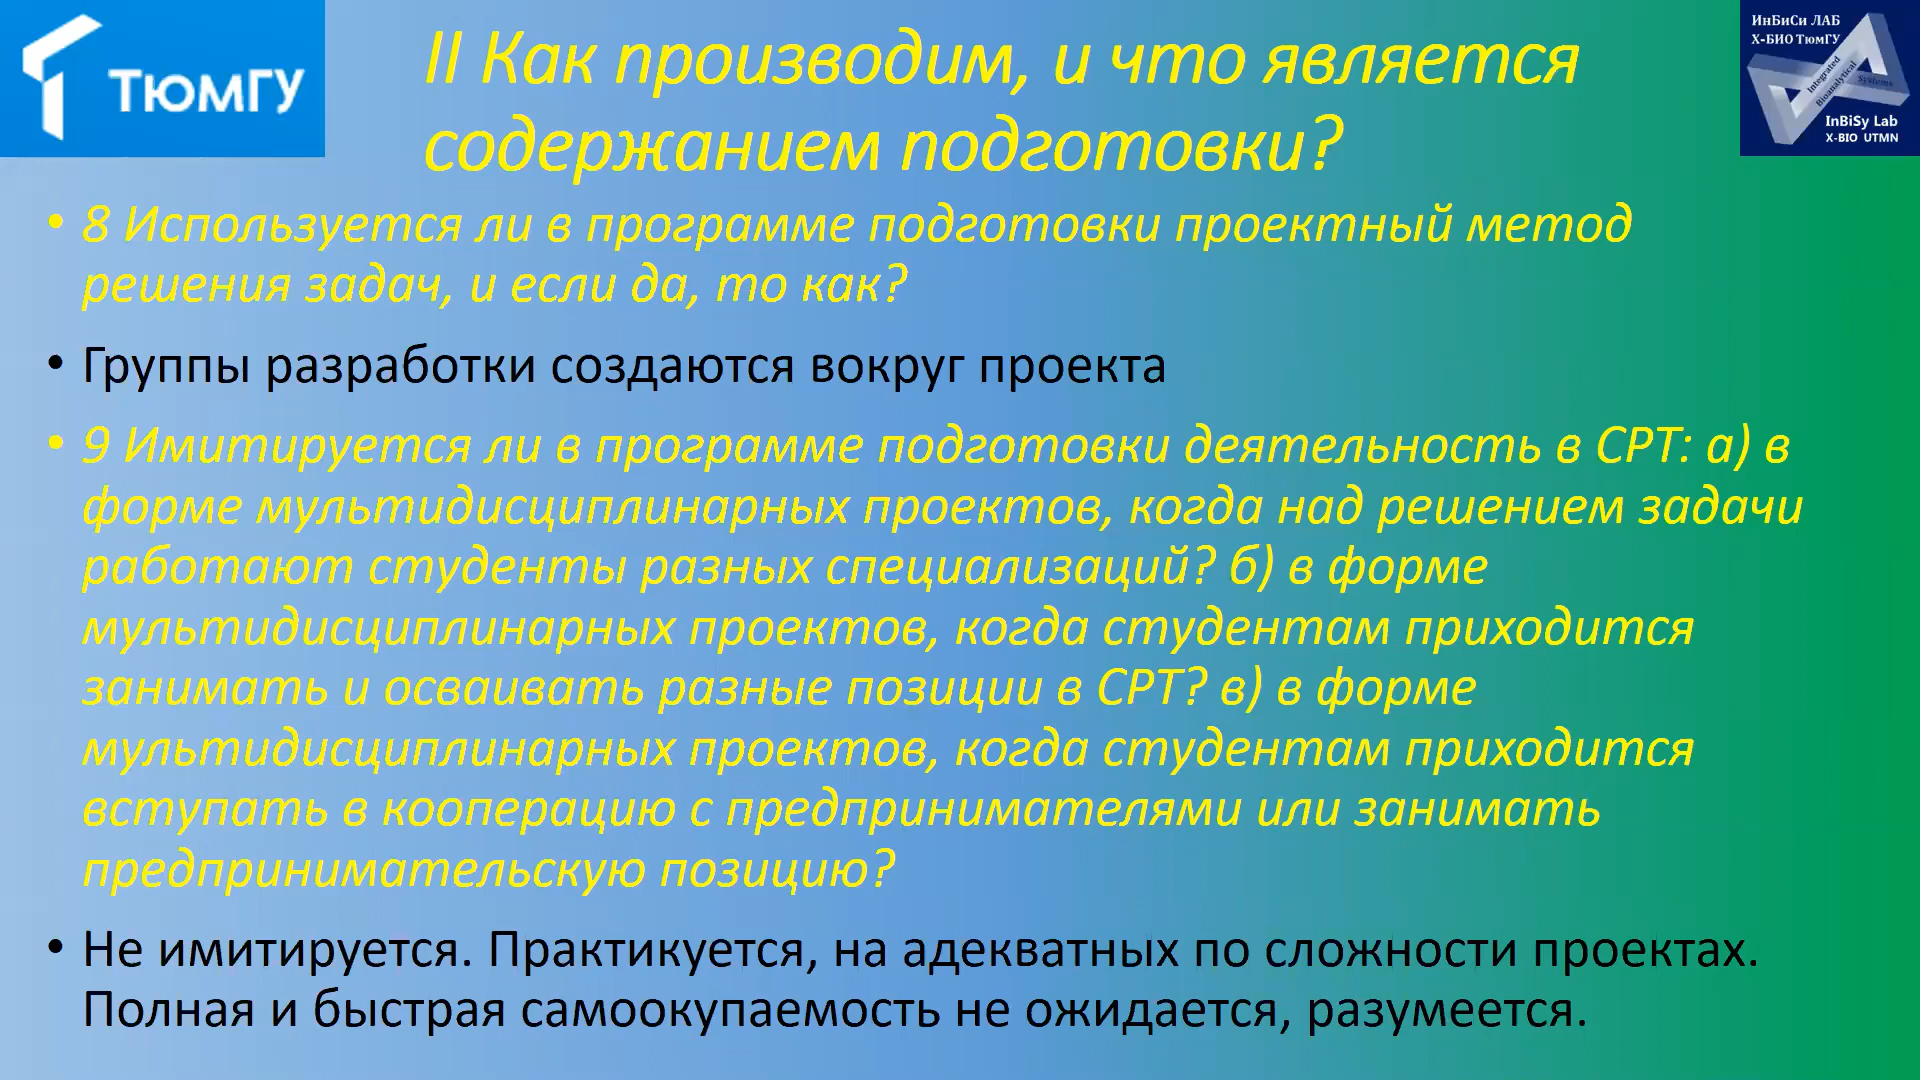 ТюмГУ
II Как производим, и что является
содержанием подготовки?
ИнБиСи ЛАБ
Х-БИО ТюмГУ
Integrated
Bioanalytical
Systems
InBiSy Lab
X-BIO UTMN
• 8 Используется ли в программе подготовки проектный метод
решения задач, и если да, то как?
• Группы разработки создаются вокруг проекта
• 9 Имитируется ли в программе подготовки деятельность в СРТ: а) в
форме мультидисциплинарных проектов, когда над решением задачи
работают студенты разных специализаций? б) в форме
мультидисциплинарных проектов, когда студентам приходится
занимать и осваивать разные позиции в СРТ? в) в форме
мультидисциплинарных проектов, когда студентам приходится
вступать в кооперацию с предпринимателями или занимать
предпринимательскую позицию?
• Не имитируется. Практикуется, на адекватных по сложности проектах.
Полная и быстрая самоокупаемость не ожидается, разумеется.